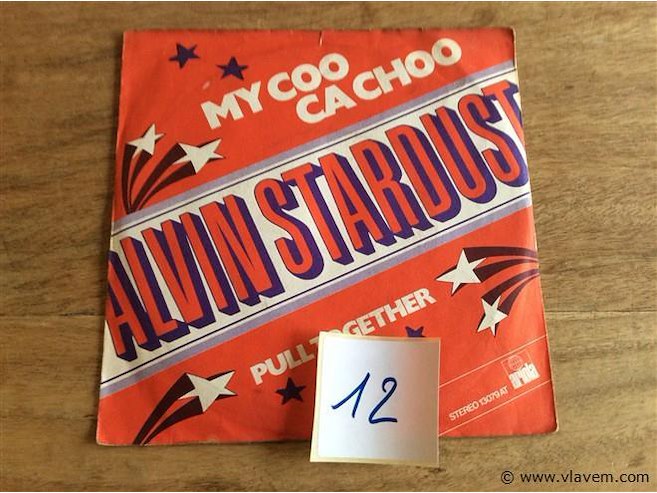 MY COO
CA CHOO
ALVIN STARDUST
PULL TOGETHER
12
ariola
STEREO 13079 AT
© www.vlavem.com